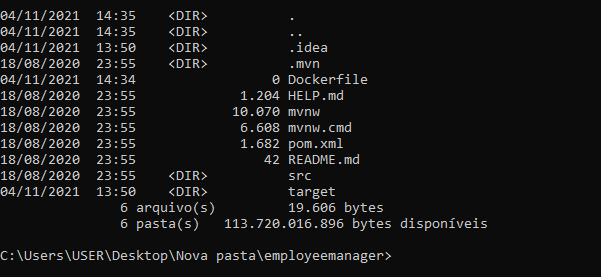 04/11/2021  14:35    <DIR>          .
04/11/2021  14:35    <DIR>          ..
04/11/2021  13:50    <DIR>          .idea
18/08/2020  23:55    <DIR>          .mvn
04/11/2021  14:34                 0 Dockerfile
18/08/2020  23:55             1.204 HELP.md
18/08/2020  23:55            10.070 mvnw
18/08/2020  23:55             6.608 mvnw.cmd
18/08/2020  23:55             1.682 pom.xml
18/08/2020  23:55                42 README.md
18/08/2020  23:55    <DIR>          src
04/11/2021  13:50    <DIR>          target
               6 arquivo(s)         19.606 bytes
               6 pasta(s)   113.720.016.896 bytes disponíveis
C:\Users\USER\Desktop\Nova pasta\employeemanager>